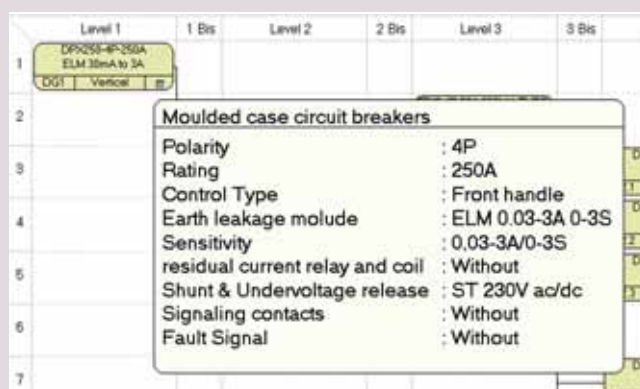 Level 1 1 Bis Level 2 2 Bis Level 3 3 Bis
1
DPX250-4P-250A
ELM 30mA to 3A
DG1 Vertical
2
Moulded case circuit breakers
Polarity : 4P
3
Rating : 250A
Control Type : Front handle
4
Earth leakage molude : ELM 0.03-3A 0-3S
Sensitivity : 0,03-3A/0-3S
5
residual current relay and coil : Without
Shunt & Undervoltage release : ST 230V ac/dc
Signaling contacts : Without
6
Fault Signal : Without
7